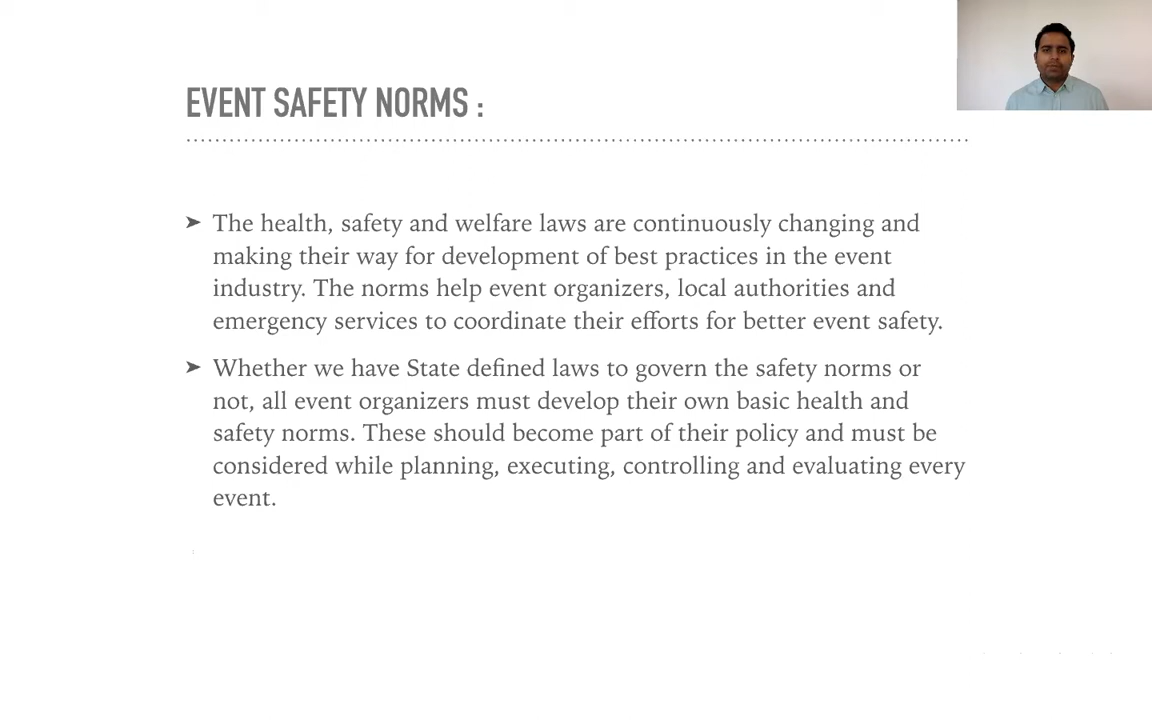 EVENT SAFETY NORMS :
➤ The health, safety and welfare laws are continuously changing and
making their way for development of best practices in the event
industry. The norms help event organizers, local authorities and
emergency services to coordinate their efforts for better event safety.
➤ Whether we have State defined laws to govern the safety norms or
not, all event organizers must develop their own basic health and
safety norms. These should become part of their policy and must be
considered while planning, executing, controlling and evaluating every
event.